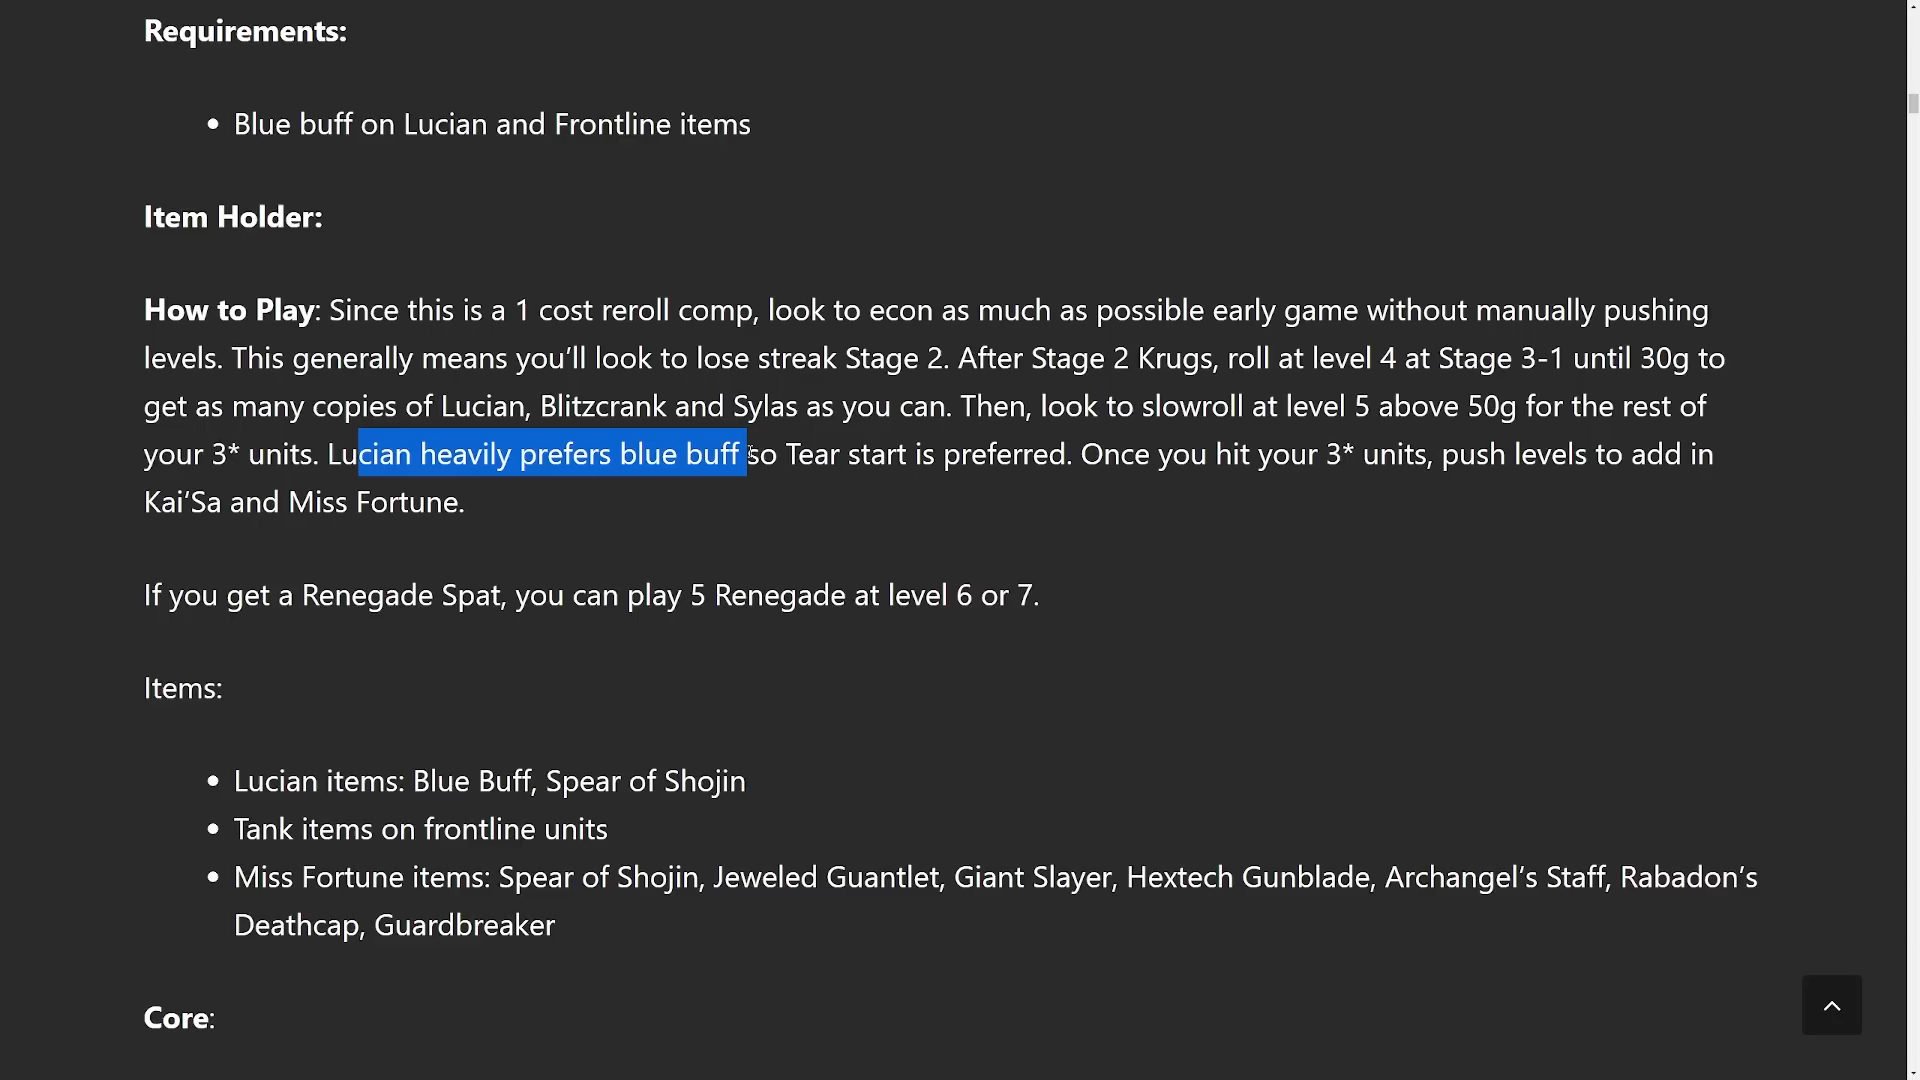 Requirements:
• Blue buff on Lucian and Frontline items
Item Holder:
How to Play: Since this is a 1 cost reroll comp, look to econ as much as possible early game without manually pushing
levels. This generally means you’ll look to lose streak Stage 2. After Stage 2 Krugs, roll at level 4 at Stage 3-1 until 30g to
get as many copies of Lucian, Blitzcrank and Sylas as you can. Then, look to slowroll at level 5 above 50g for the rest of
your 3* units. Lucian heavily prefers blue buff so Tear start is preferred. Once you hit your 3* units, push levels to add in
Kai’Sa and Miss Fortune.
If you get a Renegade Spat, you can play 5 Renegade at level 6 or 7.
Items:
• Lucian items: Blue Buff, Spear of Shojin
• Tank items on frontline units
• Miss Fortune items: Spear of Shojin, Jeweled Guantlet, Giant Slayer, Hextech Gunblade, Archangel’s Staff, Rabadon’s
Deathcap, Guardbreaker
Core: